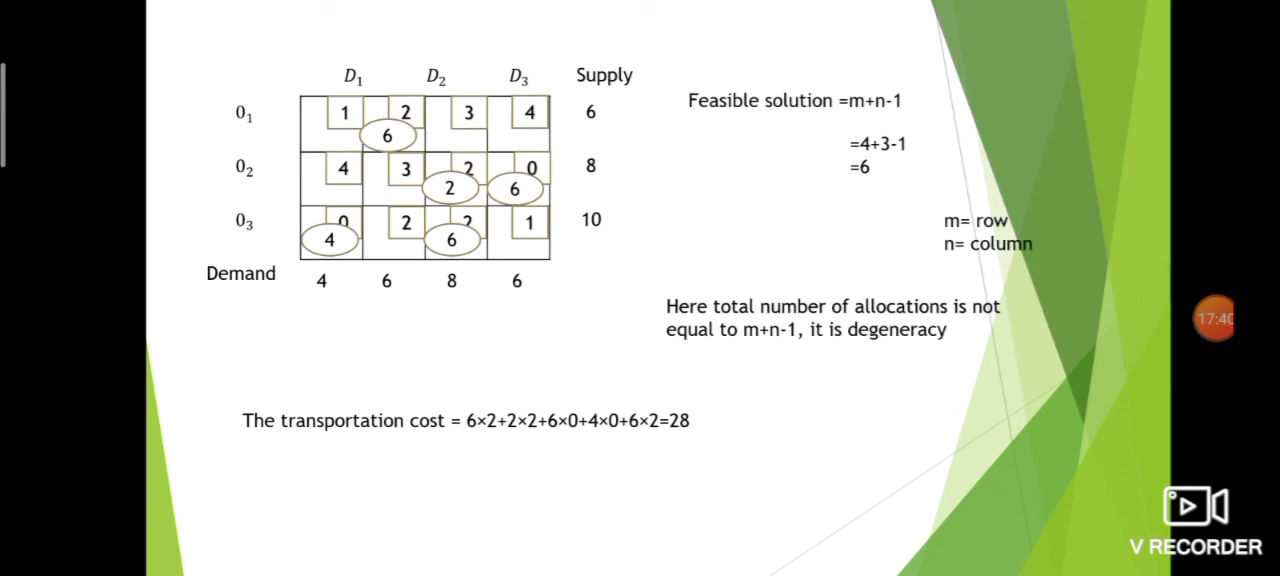 D₁ D₂ D₃ Supply
0₁ 1 2 3 4 6
6
0₂ 4 3 2 0 8
2 6
0₃ 0 2 2 1 10
4 6
Demand 4 6 8 6
Feasible solution =m+n-1
=4+3-1
=6
m= row
n= column
Here total number of allocations is not
equal to m+n-1, it is degeneracy
The transportation cost = 6×2+2×2+6×0+4×0+6×2=28
17:40
V RECORDER